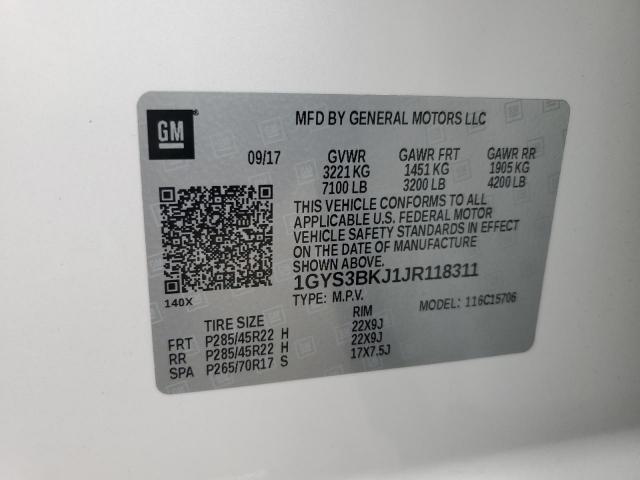 GM®
MFD BY GENERAL MOTORS LLC
09/17 GVWR GAWR FRT GAWR RR
3221 KG 1451 KG 1905 KG
7100 LB 3200 LB 4200 LB
THIS VEHICLE CONFORMS TO ALL
APPLICABLE U.S. FEDERAL MOTOR
VEHICLE SAFETY STANDARDS IN EFFECT
ON THE DATE OF MANUFACTURE
SHOWN ABOVE.
1GYS3BKJ1JR118311
140X
TYPE: M.P.V. MODEL: 116C15706
TIRE SIZE RIM
FRT P285/45R22 H 22X9J
RR P285/45R22 H 22X9J
SPA P265/70R17 S 17X7.5J